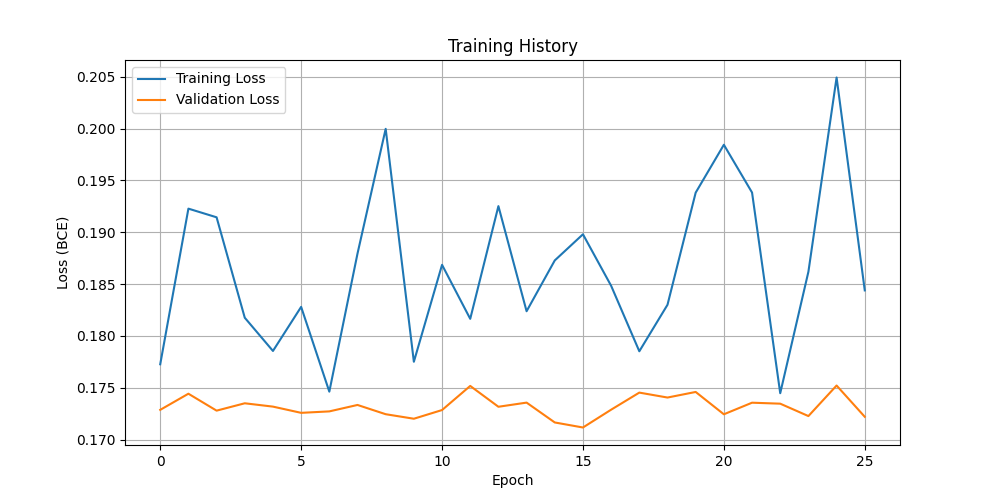 Training History
Training Loss
Validation Loss
0.205
0.200
0.195
0.190
0.185
0.180
0.175
0.170
Loss (BCE)
0 5 10 15 20 25
Epoch